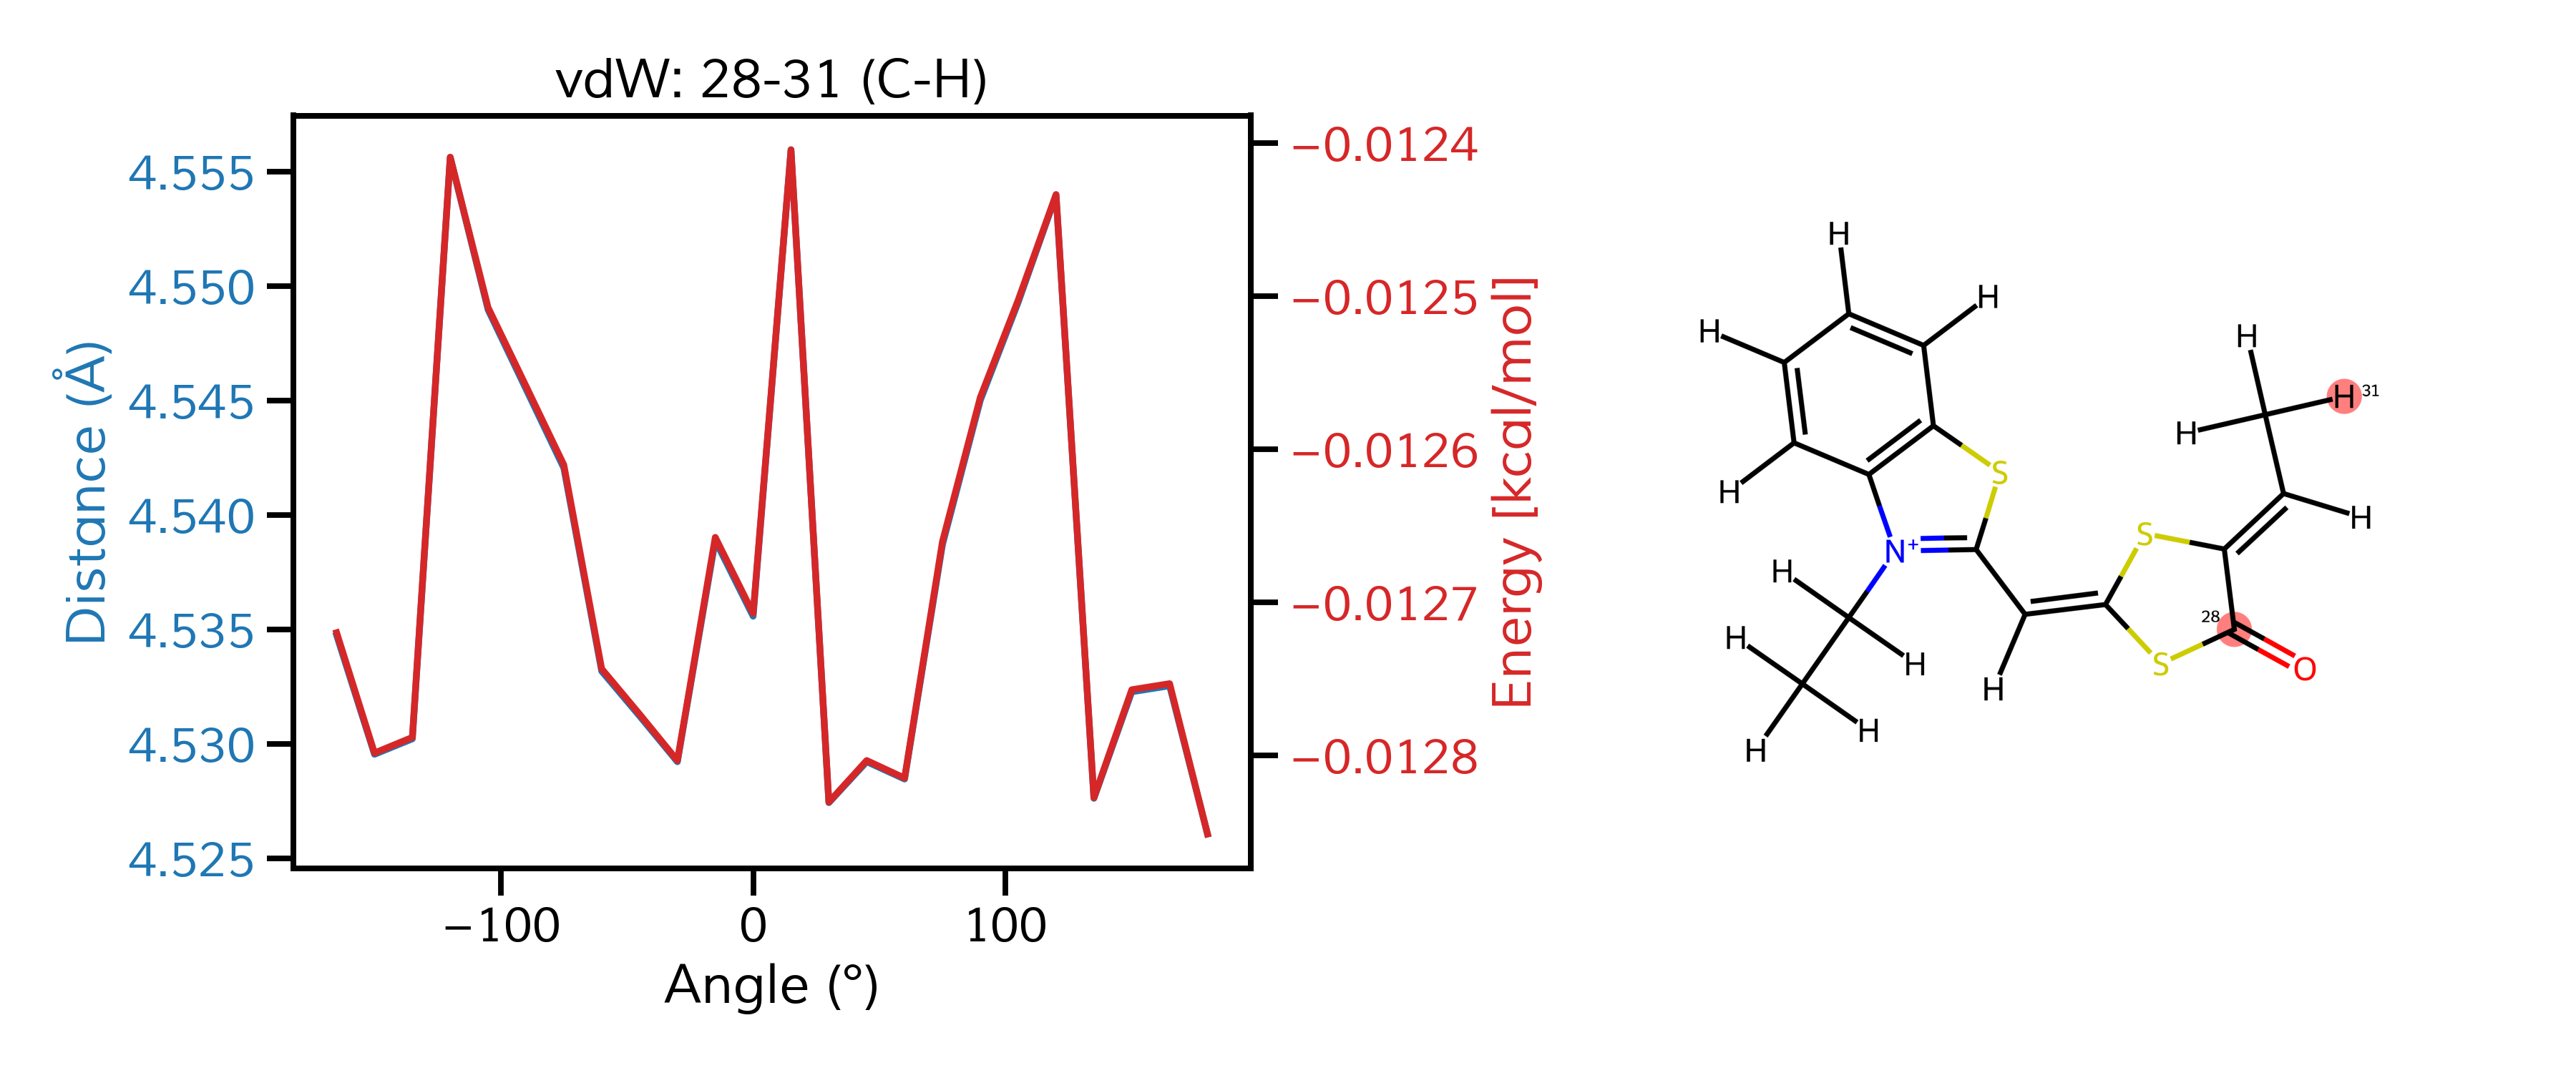 vdW: 28-31 (C-H)
4.555
4.550
4.545
4.540
4.535
4.530
4.525
Distance (Å)
−100
0
100
Angle (°)
−0.0124
−0.0125
−0.0126
−0.0127
−0.0128
Energy [kcal/mol]
H
H
H
H
H
H 31
H
H
S
H
S
N+
H
28
H
H
S
O
H
H
H